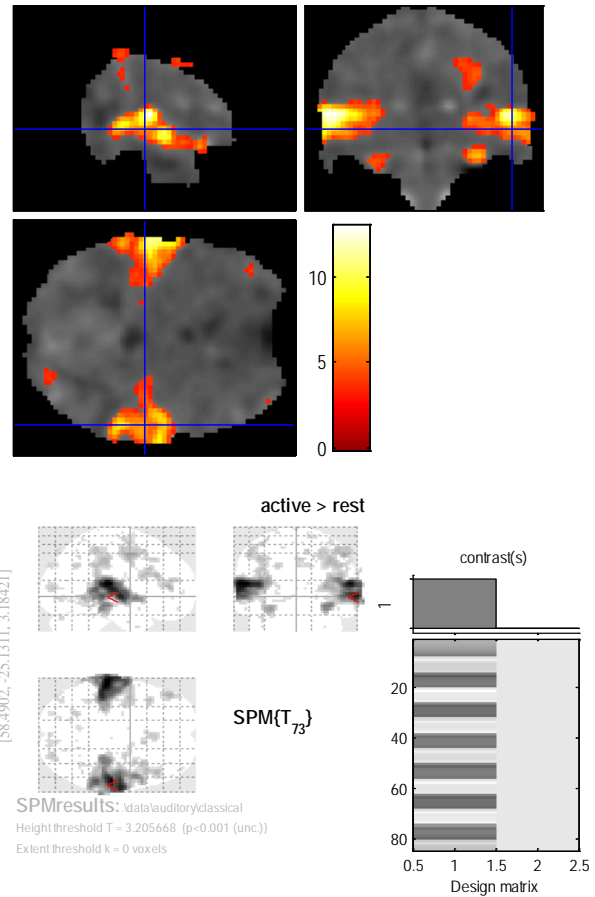 10
5
0
active > rest
contrast(s)
1
[58.4902, -25.1311, 3.18421]
<
<
<
SPM{T73}
SPMresults: .\data\auditory\classical
Height threshold T = 3.205668 {p<0.001 (unc.)}
Extent threshold k = 0 voxels
20
40
60
80
0.5 1 1.5 2 2.5
Design matrix